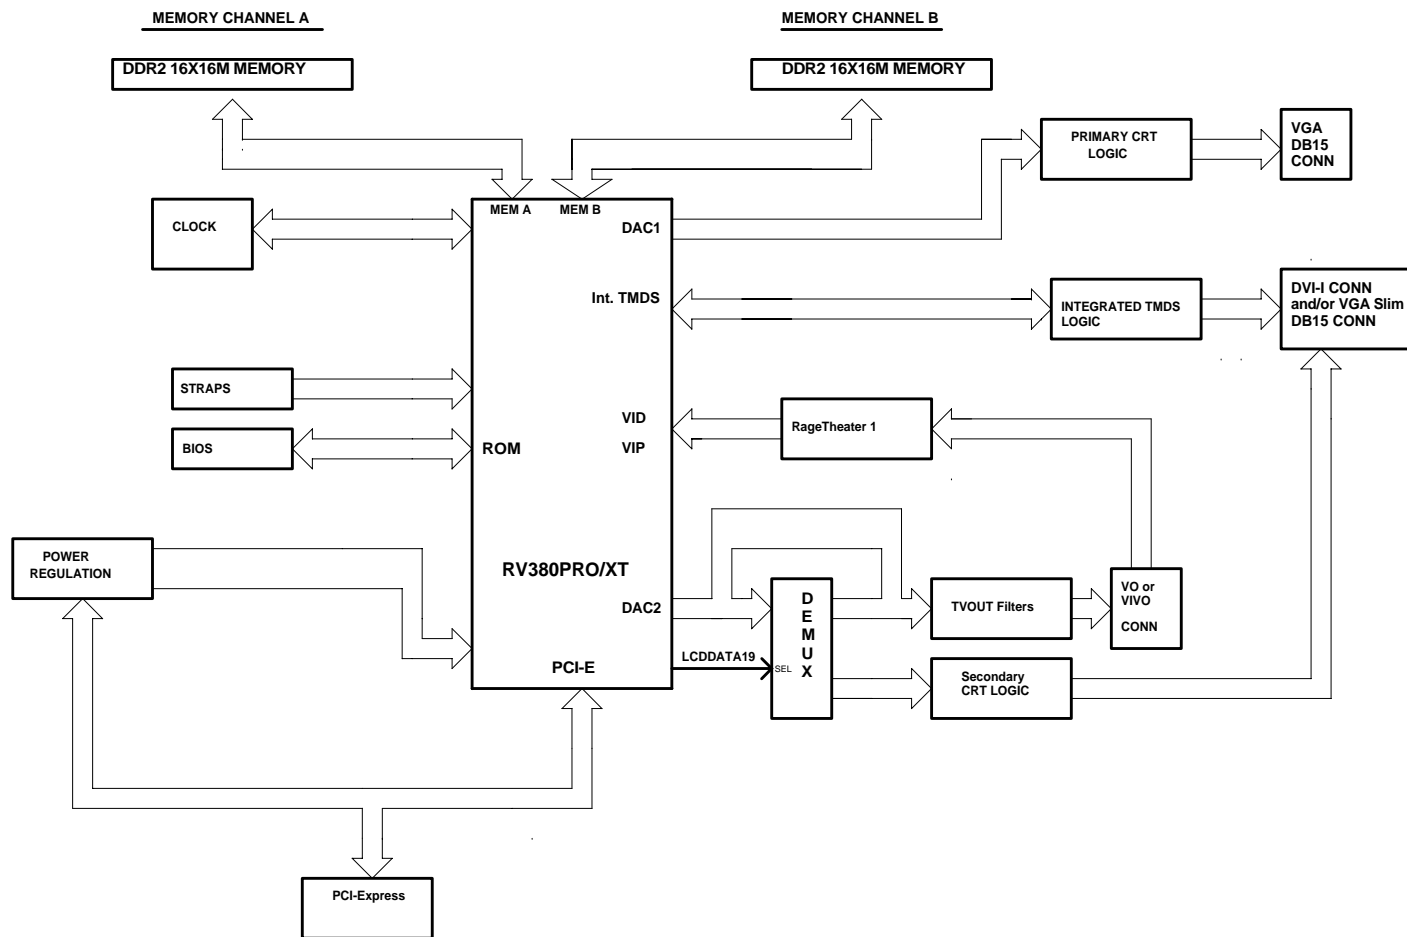 MEMORY CHANNEL A
MEMORY CHANNEL B
DDR2 16X16M MEMORY
DDR2 16X16M MEMORY
PRIMARY CRT
LOGIC
VGA
DB15
CONN
CLOCK
MEM A
MEM B
DAC1
Int. TMDS
INTEGRATED TMDS
LOGIC
DVI-I CONN
and/or VGA Slim
DB15 CONN
STRAPS
BIOS
ROM
VID
VIP
RageTheater 1
POWER
REGULATION
RV380PRO/XT
DAC2
PCI-E
LCDDATA19
SEL
D
E
M
U
X
TVOUT Filters
VO or
VIVO
CONN
Secondary
CRT LOGIC
PCI-Express